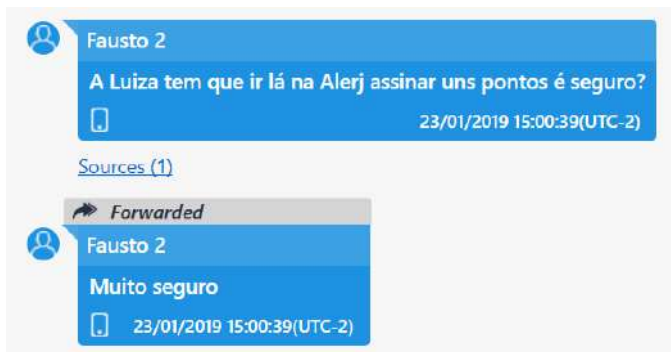 Fausto 2
A Luiza tem que ir lá na Alerj assinar uns pontos é seguro?
23/01/2019 15:00:39(UTC-2)
Sources (1)
Forwarded
Fausto 2
Muito seguro
23/01/2019 15:00:39(UTC-2)